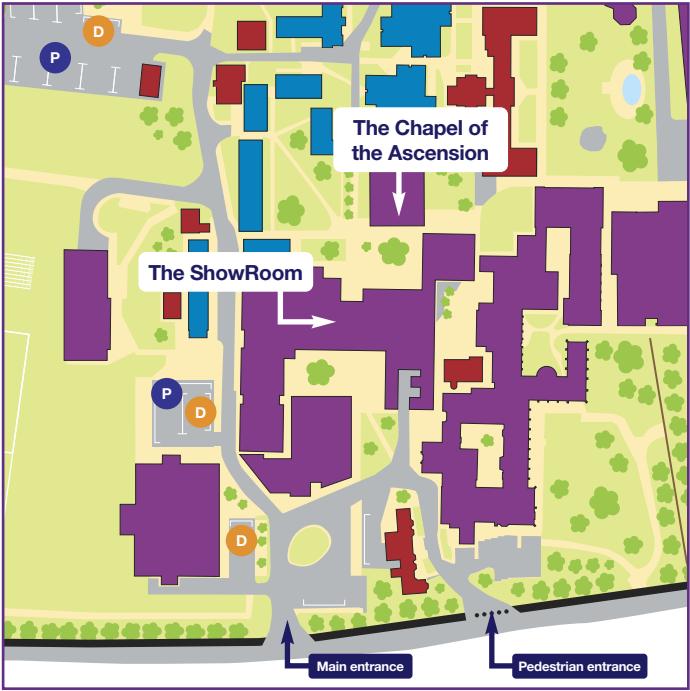 D
P
The Chapel of
the Ascension
The ShowRoom
P
D
D
Main entrance
Pedestrian entrance